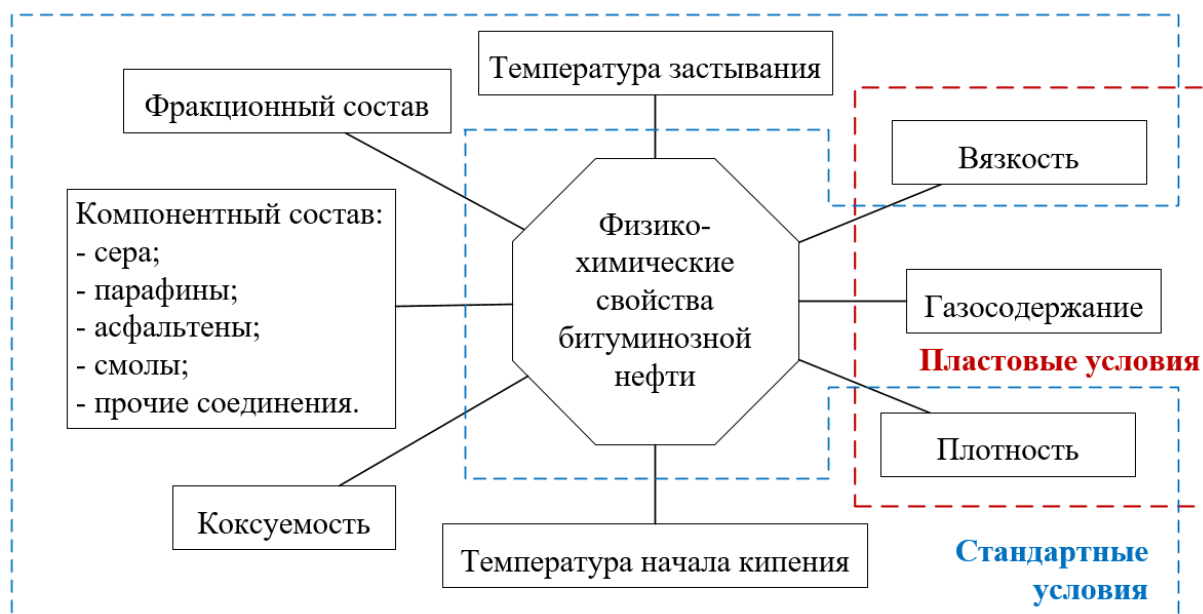 Температура застывания
Фракционный состав
Вязкость
Компонентный состав:
- сера;
- парафины;
- асфальтены;
- смолы;
- прочие соединения.
Физико-
химические
свойства
битуминозной
нефти
Газосодержание
Пластовые условия
Плотность
Коксуемость
Температура начала кипения
Стандартные
условия